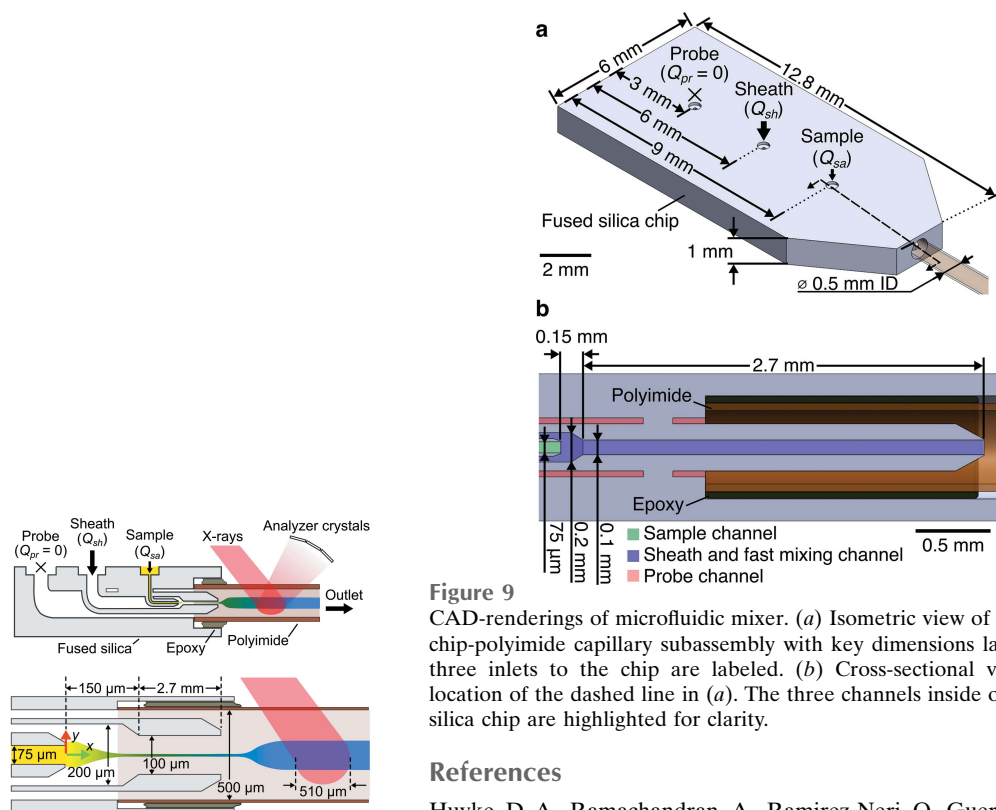 a
6 mm
12.8 mm
Probe
(Qpr = 0)
3 mm
Sheath
(Qsh)
6 mm
Sample
(Qsa)
9 mm
Fused silica chip
1 mm
2 mm
⌀ 0.5 mm ID
b
0.15 mm
2.7 mm
Polyimide
Epoxy
75 µm
0.2 mm
0.1 mm
Sample channel
Sheath and fast mixing channel
Probe channel
0.5 mm
Probe
(Qpr = 0)
Sheath
(Qsh)
Sample
(Qsa)
X-rays
Analyzer crystals
Outlet
Fused silica
Epoxy
Polyimide
150 µm
2.7 mm
y
x
75 µm
200 µm
100 µm
500 µm
510 µm
Figure 9
CAD-renderings of microfluidic mixer. (a) Isometric view of
chip-polyimide capillary subassembly with key dimensions la
three inlets to the chip are labeled. (b) Cross-sectional v
location of the dashed line in (a). The three channels inside o
silica chip are highlighted for clarity.
References